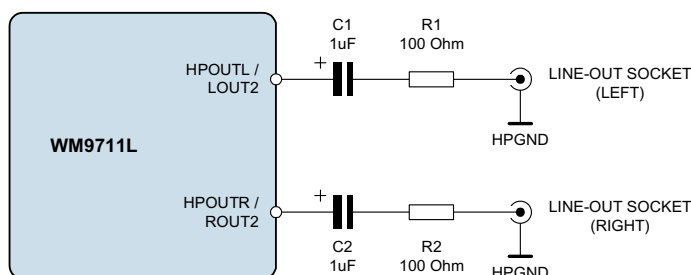 C1
1uF
R1
100 Ohm
HPOUTL /
LOUT2
+
LINE-OUT SOCKET
(LEFT)
HPGND
WM9711L
HPOUTR /
ROUT2
+
LINE-OUT SOCKET
(RIGHT)
C2
1uF
R2
100 Ohm
HPGND